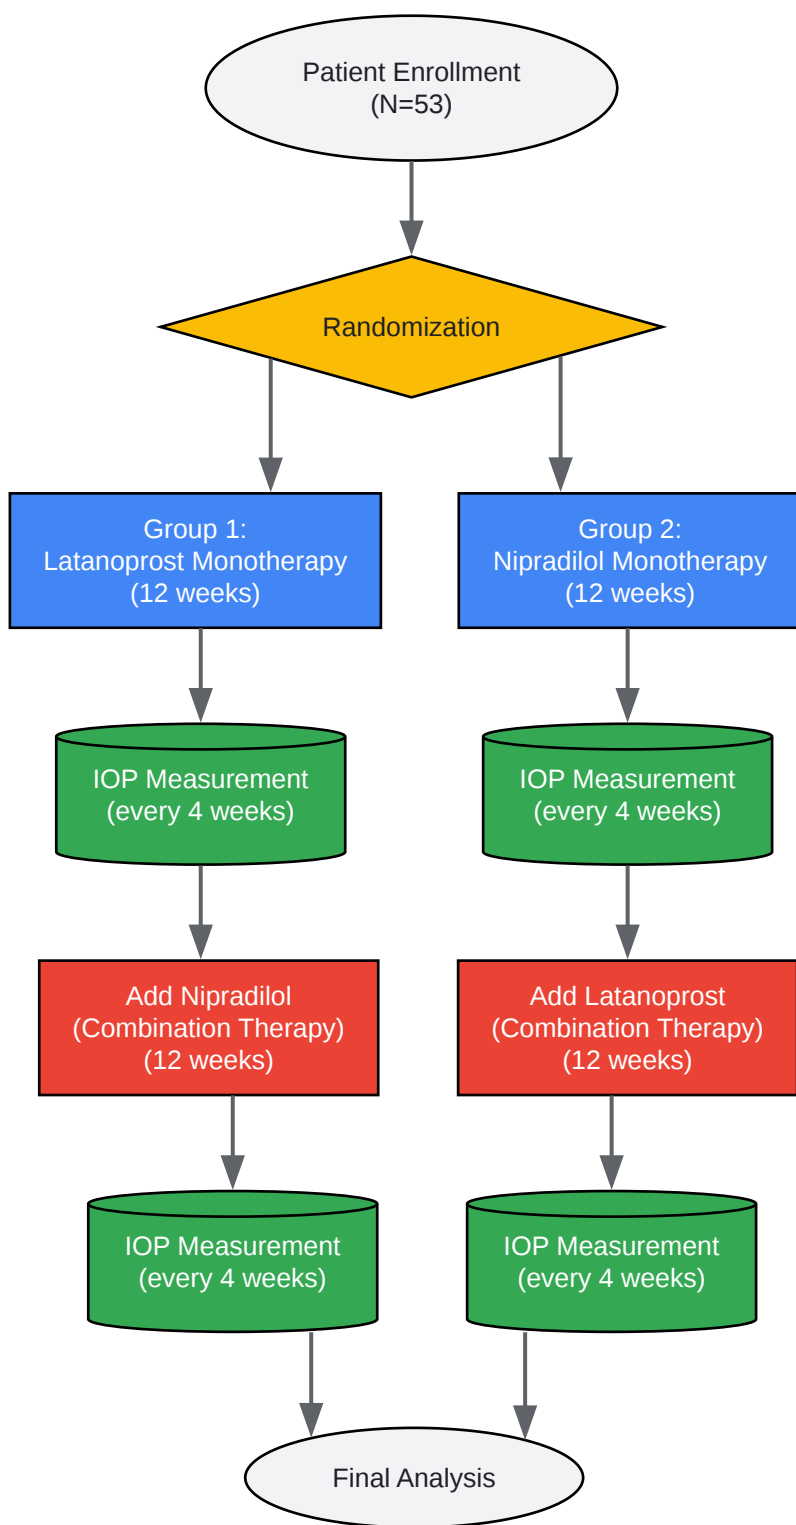 Patient Enrollment
(N=53)
Randomization
Group 1:
Latanoprost Monotherapy
(12 weeks)
Group 2:
Nipradilol Monotherapy
(12 weeks)
IOP Measurement
(every 4 weeks)
IOP Measurement
(every 4 weeks)
Add Nipradilol
(Combination Therapy)
(12 weeks)
Add Latanoprost
(Combination Therapy)
(12 weeks)
IOP Measurement
(every 4 weeks)
IOP Measurement
(every 4 weeks)
Final Analysis